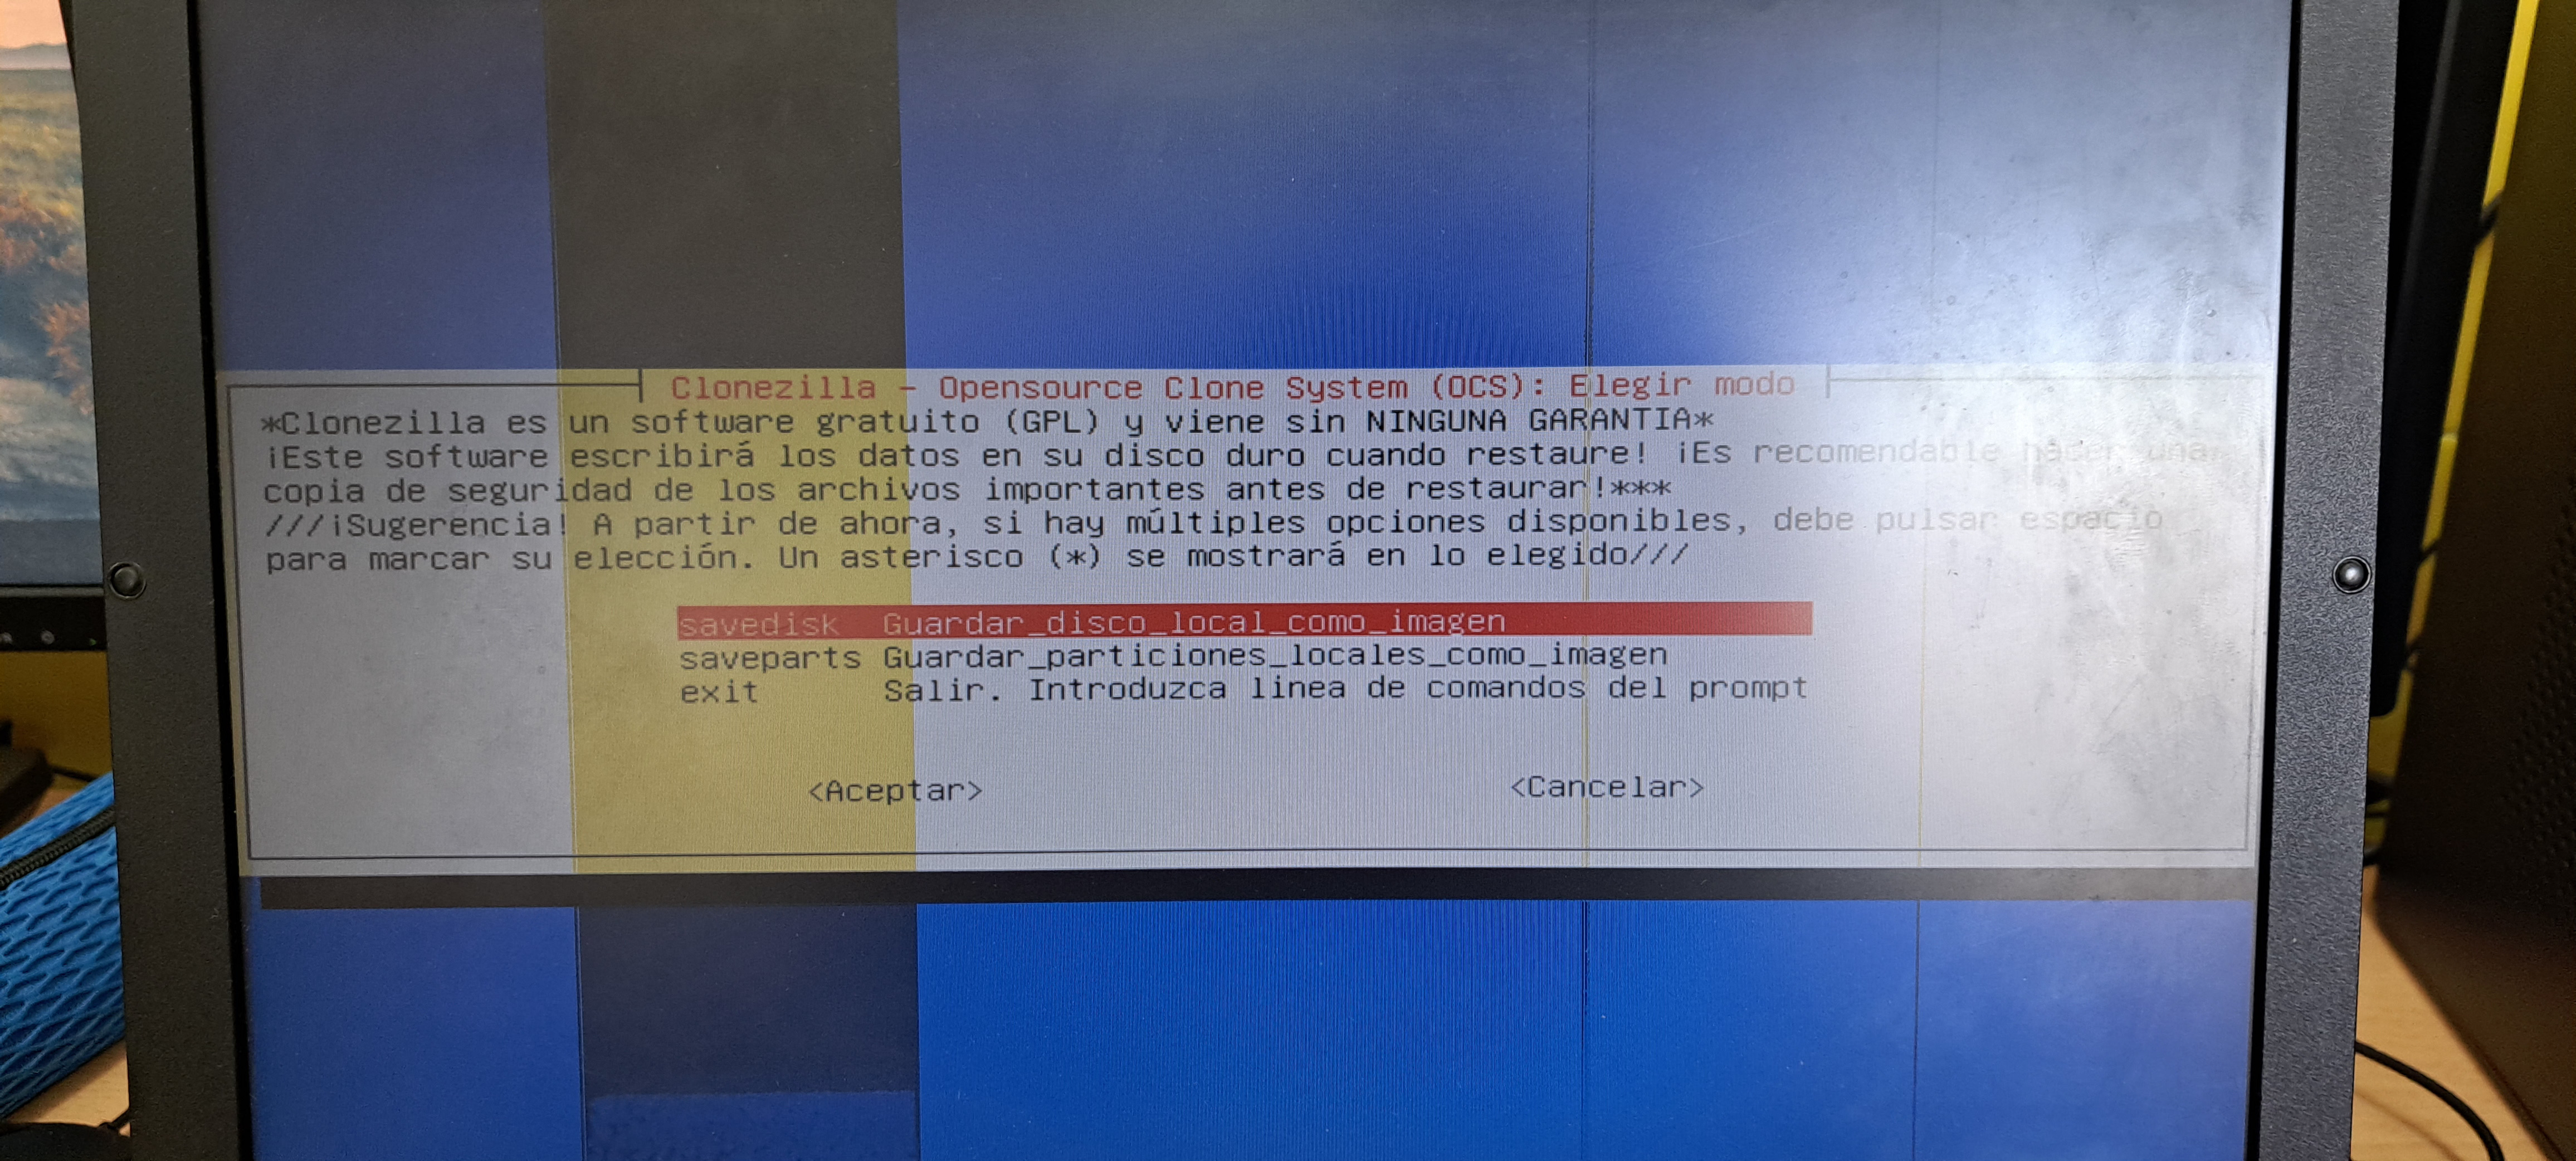 Clonezilla - Opensource Clone System (OCS): Elegir modo
*Clonezilla es un software gratuito (GPL) y viene sin NINGUNA GARANTIA*
¡Este software escribirá los datos en su disco duro cuando restaure! ¡Es recomendable hacer una
copia de seguridad de los archivos importantes antes de restaurar!***
///¡Sugerencia! A partir de ahora, si hay múltiples opciones disponibles, debe pulsar espacio
para marcar su elección. Un asterisco (*) se mostrará en lo elegido///
savedisk Guardar_disco_local_como_imagen
saveparts Guardar_particiones_locales_como_imagen
exit Salir. Introduzca linea de comandos del prompt
<Aceptar> <Cancelar>